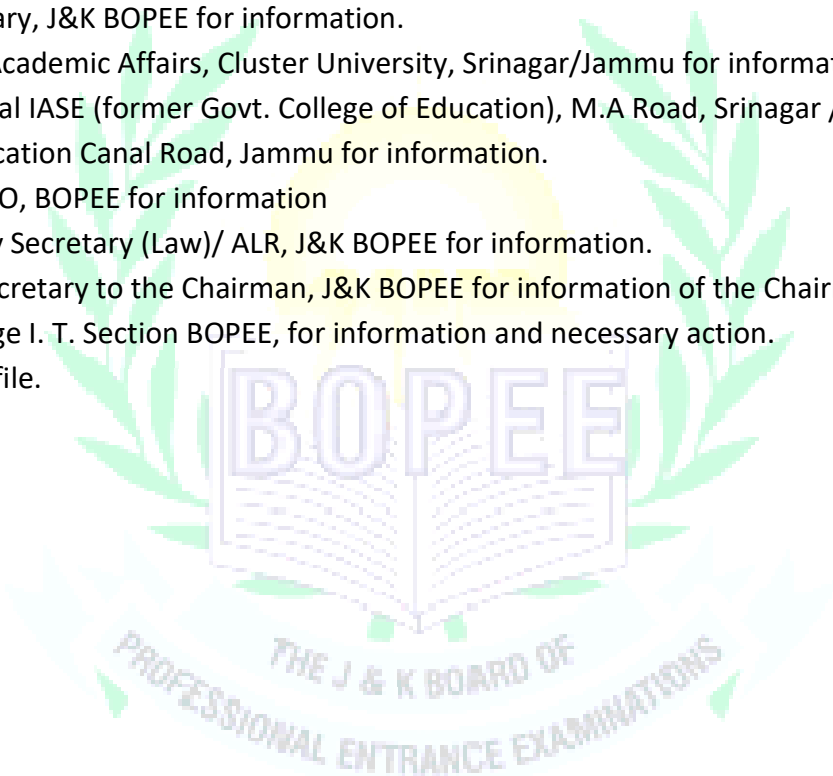 ary, J&K BOPEE for information.
Academic Affairs, Cluster University, Srinagar/Jammu for informat
al IASE (former Govt. College of Education), M.A Road, Srinagar /
cation Canal Road, Jammu for information.
O, BOPEE for information
y Secretary (Law)/ ALR, J&K BOPEE for information.
cretary to the Chairman, J&K BOPEE for information of the Chair
ge I. T. Section BOPEE, for information and necessary action.
file.
BOPEE
THE J & K BOARD OF
PROFESSIONAL ENTRANCE EXAMINATIONS